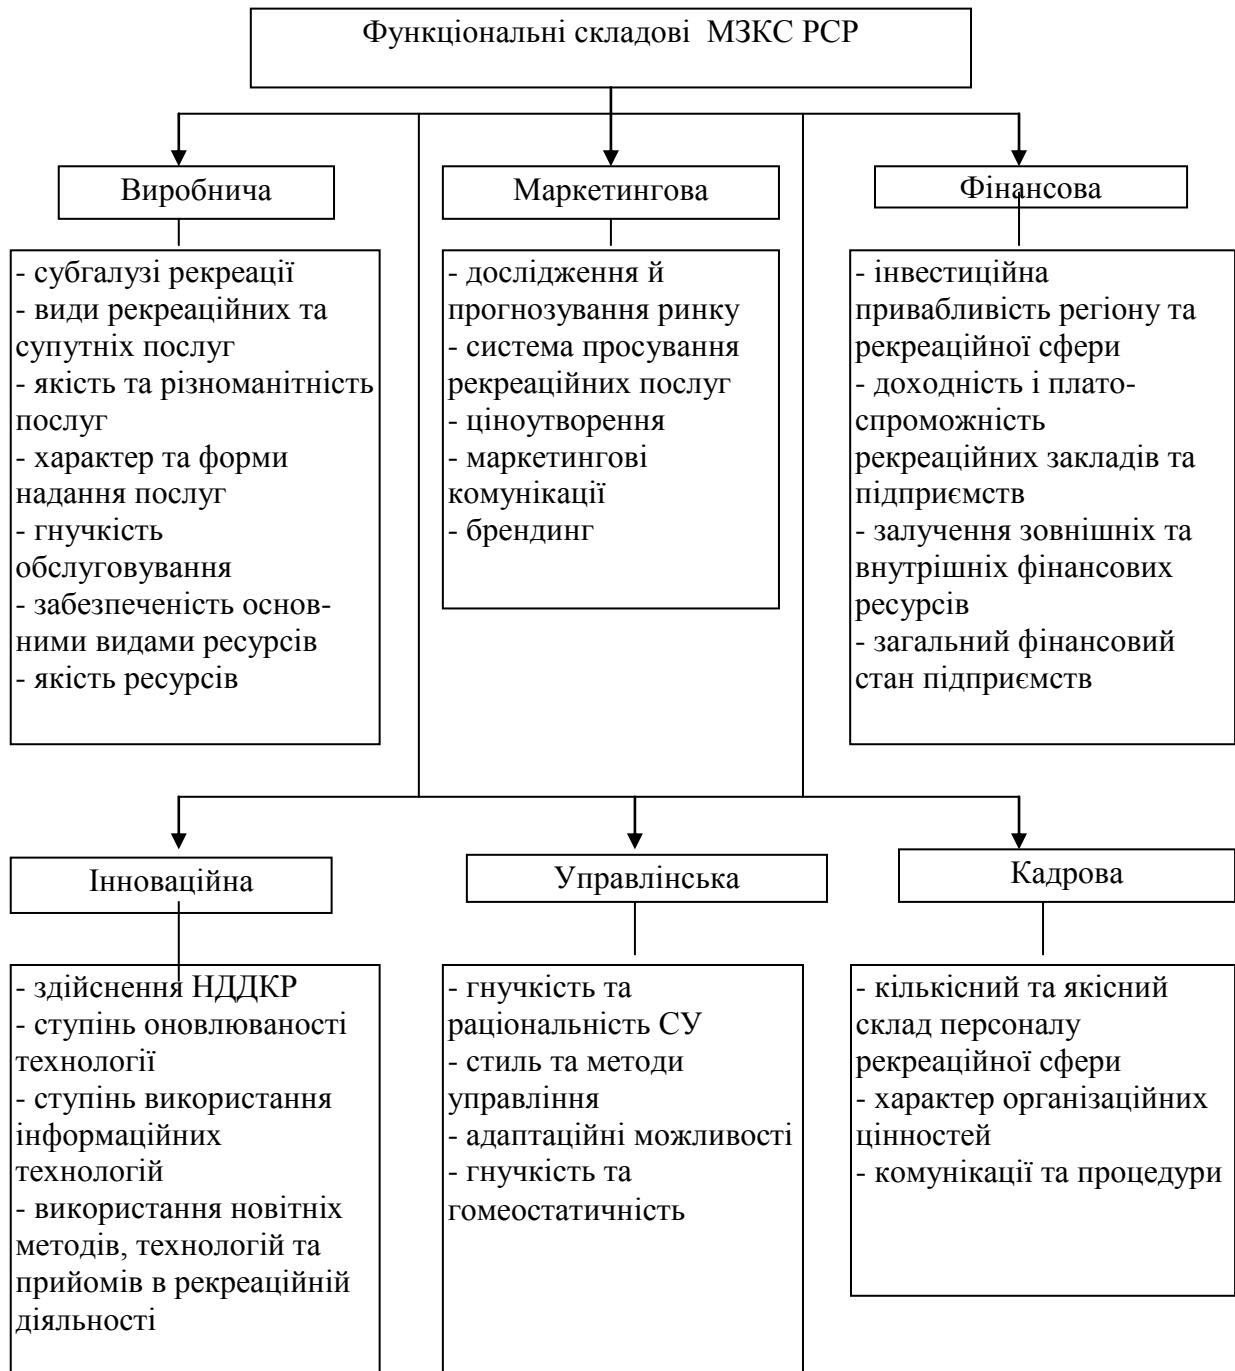 Функціональні складові МЗКС РСР
Виробнича
- субгалузі рекреації
- види рекреаційних та
супутніх послуг
- якість та різноманітність
послуг
- характер та форми
надання послуг
- гнучкість
обслуговування
- забезпеченість основ-
ними видами ресурсів
- якість ресурсів
Маркетингова
- дослідження й
прогнозування ринку
- система просування
рекреаційних послуг
- ціноутворення
- маркетингові
комунікації
- брендинг
Фінансова
- інвестиційна
привабливість регіону та
рекреаційної сфери
- доходність і плато-
спроможність
рекреаційних закладів та
підприємств
- залучення зовнішніх та
внутрішніх фінансових
ресурсів
- загальний фінансовий
стан підприємств
Інноваційна
- здійснення НДДКР
- ступінь оновлюваності
технології
- ступінь використання
інформаційних
технологій
- використання новітніх
методів, технологій та
прийомів в рекреаційній
діяльності
Управлінська
- гнучкість та
раціональність СУ
- стиль та методи
управління
- адаптаційні можливості
- гнучкість та
гомеостатичність
Кадрова
- кількісний та якісний
склад персоналу
рекреаційної сфери
- характер організаційних
цінностей
- комунікації та процедури